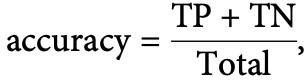 accuracy = (TP + TN) / Total,